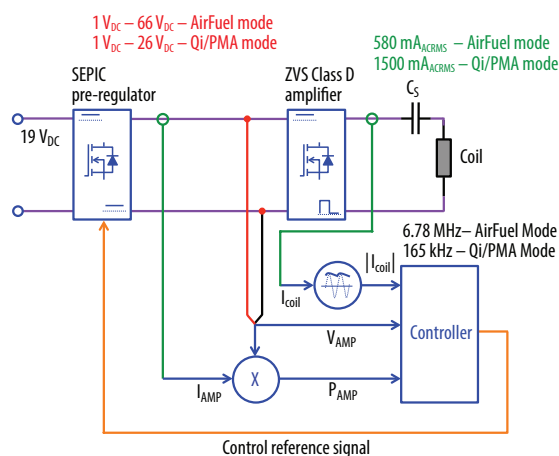 1 VDC – 66 VDC – AirFuel mode
1 VDC – 26 VDC – Qi/PMA mode
580 mAACRMS – AirFuel mode
1500 mAACRMS – Qi/PMA mode
SEPIC
pre-regulator
ZVS Class D
amplifier
CS
19 VDC
Coil
6.78 MHz– AirFuel Mode
165 kHz – Qi/PMA Mode
|Icoil|
Icoil
VAMP
Controller
X
IAMP
PAMP
Control reference signal